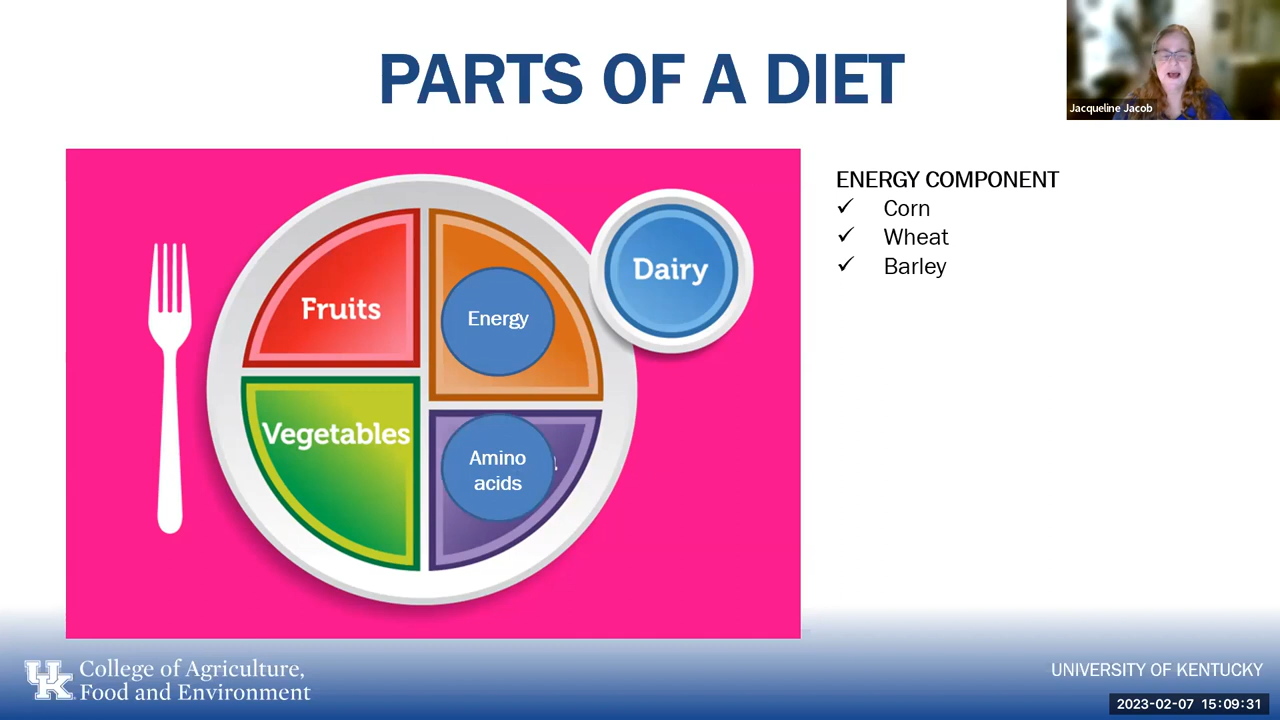 PARTS OF A DIET
Jacqueline Jacob
Fruits
Energy
Dairy
Vegetables
Amino
acids
ENERGY COMPONENT
✓ Corn
✓ Wheat
✓ Barley
UK College of Agriculture,
Food and Environment
UNIVERSITY OF KENTUCKY
2023-02-07 15:09:31